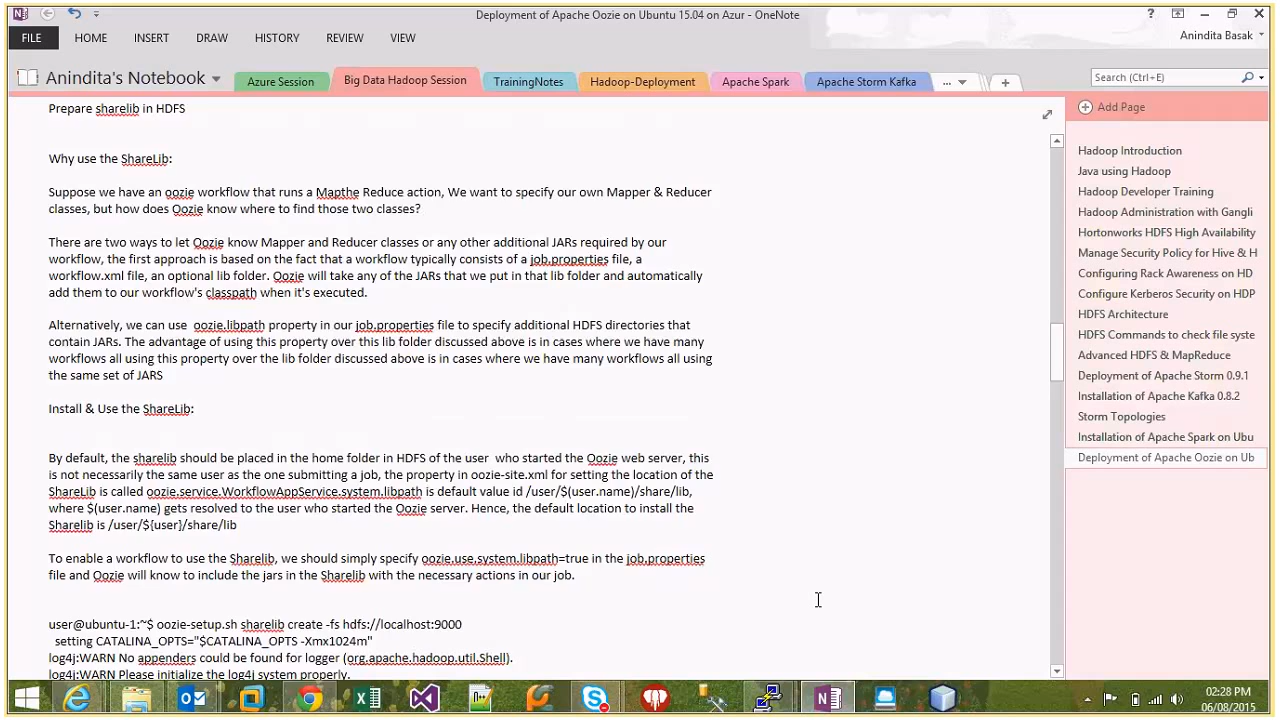 Deployment of Apache Oozie on Ubuntu 15.04 on Azur - OneNote
?
FILE HOME INSERT DRAW HISTORY REVIEW VIEW
Anindita Basak
Anindita's Notebook
Azure Session
Big Data Hadoop Session
TrainingNotes
Hadoop-Deployment
Apache Spark
Apache Storm Kafka
...
Search (Ctrl+E)
Prepare sharelib in HDFS
Why use the ShareLib:
Suppose we have an oozie workflow that runs a Mapthe Reduce action, We want to specify our own Mapper & Reducer
classes, but how does Oozie know where to find those two classes?
There are two ways to let Oozie know Mapper and Reducer classes or any other additional JARs required by our
workflow, the first approach is based on the fact that a workflow typically consists of a job.properties file, a
workflow.xml file, an optional lib folder. Oozie will take any of the JARs that we put in that lib folder and automatically
add them to our workflow's classpath when it's executed.
Alternatively, we can use  oozie.libpath property in our job.properties file to specify additional HDFS directories that
contain JARs. The advantage of using this property over this lib folder discussed above is in cases where we have many
workflows all using this property over the lib folder discussed above is in cases where we have many workflows all using
the same set of JARS
Install & Use the ShareLib:
By default, the sharelib should be placed in the home folder in HDFS of the user  who started the Oozie web server, this
is not necessarily the same user as the one submitting a job, the property in oozie-site.xml for setting the location of the
ShareLib is called oozie.service.WorkflowAppService.system.libpath is default value id /user/$(user.name)/share/lib,
where $(user.name) gets resolved to the user who started the Oozie server. Hence, the default location to install the
Sharelib is /user/${user}/share/lib
To enable a workflow to use the Sharelib, we should simply specify oozie.use.system.libpath=true in the job.properties
file and Oozie will know to include the jars in the Sharelib with the necessary actions in our job.
user@ubuntu-1:~$ oozie-setup.sh sharelib create -fs hdfs://localhost:9000
setting CATALINA_OPTS="$CATALINA_OPTS -Xmx1024m"
log4j:WARN No appenders could be found for logger (org.apache.hadoop.util.Shell).
log4j:WARN Please initialize the log4j system properly.
Add Page
Hadoop Introduction
Java using Hadoop
Hadoop Developer Training
Hadoop Administration with Gangli
Hortonworks HDFS High Availability
Manage Security Policy for Hive & H
Configuring Rack Awareness on HD
Configure Kerberos Security on HDP
HDFS Architecture
HDFS Commands to check file syste
Advanced HDFS & MapReduce
Deployment of Apache Storm 0.9.1
Installation of Apache Kafka 0.8.2
Storm Topologies
Installation of Apache Spark on Ubu
Deployment of Apache Oozie on Ub
02:28 PM
06/08/2015